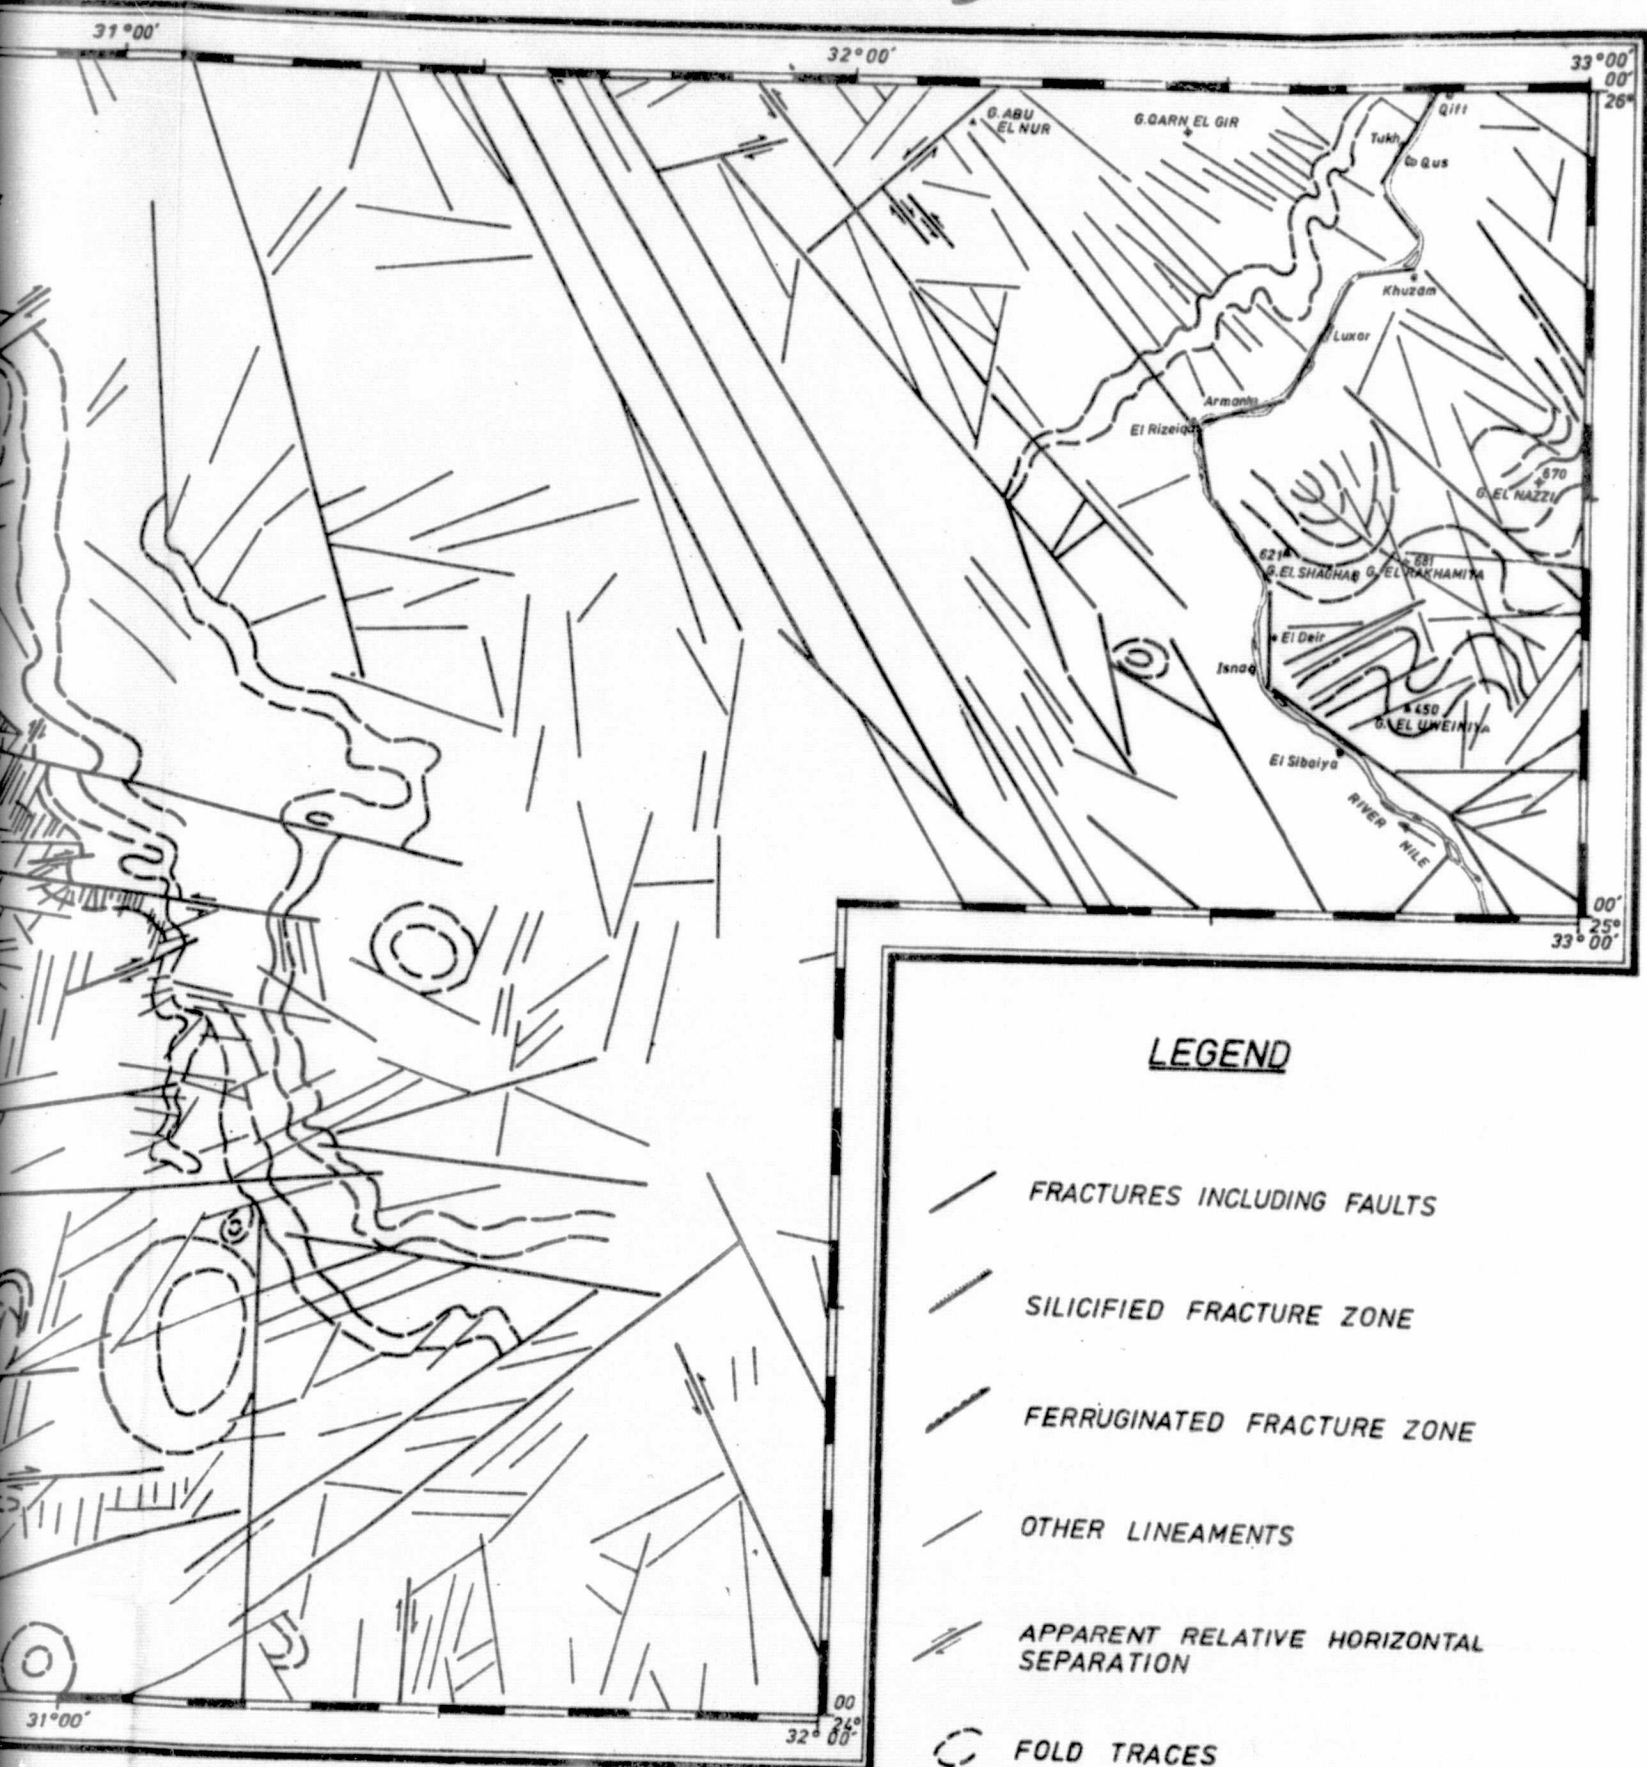 31°00′
32°00′
33°00′
00′
26°
G. ABU
EL NUR
G. QARN EL GIR
Qift
Tukh
Qus
Khuzam
Luxor
Armant
El Rizeiqa
670
G. EL NAZZI
621
681
G. EL SHAGHAB
G. EL RAKHAMIYA
El Deir
Isna
450
G. EL UWEINIYA
El Sibaiya
RIVER NILE
00′
25°
33°00′
LEGEND
FRACTURES INCLUDING FAULTS
SILICIFIED FRACTURE ZONE
FERRUGINATED FRACTURE ZONE
OTHER LINEAMENTS
APPARENT RELATIVE HORIZONTAL
SEPARATION
FOLD TRACES
31°00′
00
24°
32°00′